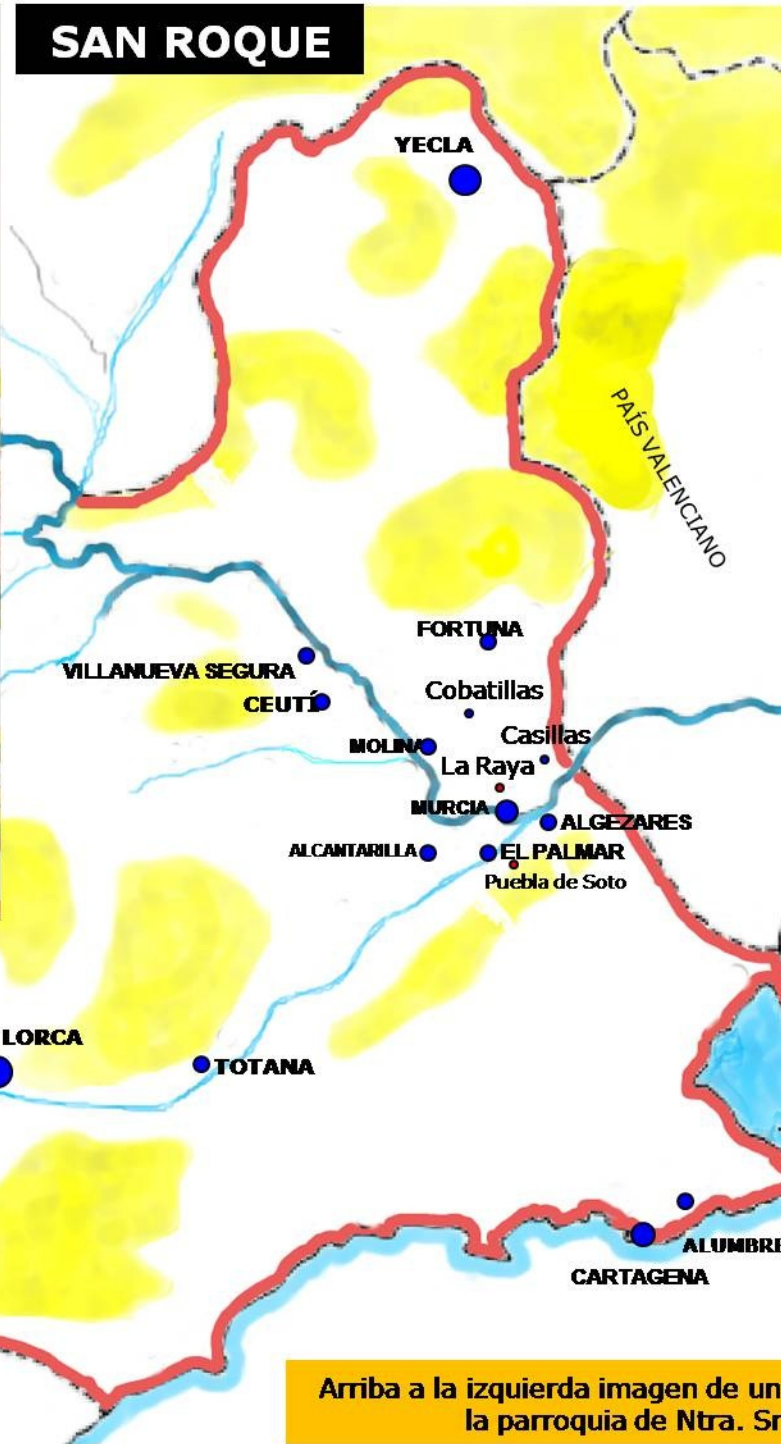 SAN ROQUE
YECLA
PAÍS VALENCIANO
FORTUNA
VILLANUEVA SEGURA
Cobatillas
CEUTÍ
Casillas
MOLINA
La Raya
MURCIA
ALGEZARES
ALCANTARILLA
EL PALMAR
Puebla de Soto
LORCA
TOTANA
ALUMBRE
CARTAGENA
Arriba a la izquierda imagen de un
la parroquia de Ntra. Sr